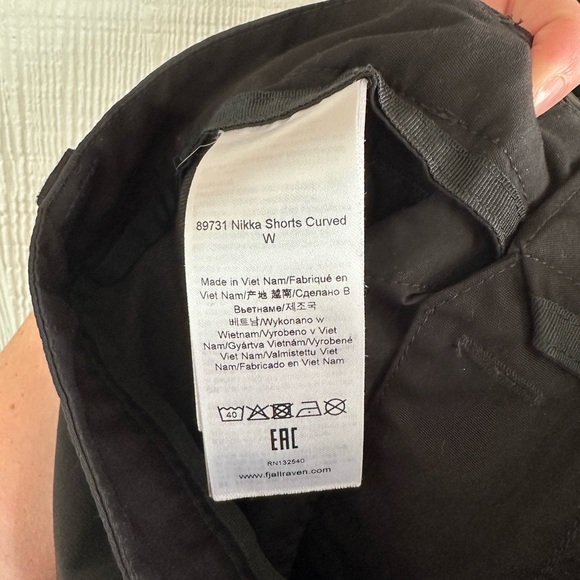 89731 Nikka Shorts Curved
W
Made in Viet Nam/Fabriqué en
Viet Nam/产地 越南/Сделано В
Вьетнаме/제조국
베트남/Wykonano w
Wietnam/Vyrobeno v Viet
Nam/Gyártva Vietnám/Vyrobené
Viet Nam/Valmistettu Viet
Nam/Fabricado en Viet Nam
40
EAC
RN132540
www.fjallraven.com